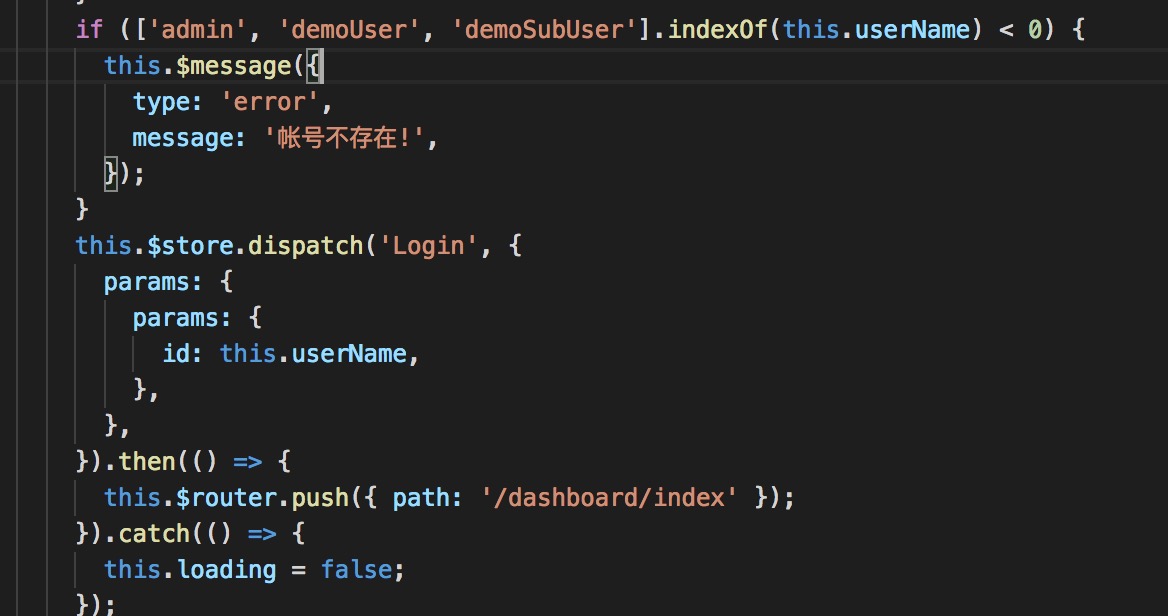 }
if (['admin', 'demoUser', 'demoSubUser'].indexOf(this.userName) < 0) {
this.$message({
type: 'error',
message: '帐号不存在!',
});
}
this.$store.dispatch('Login', {
params: {
params: {
id: this.userName,
},
},
}).then(() => {
this.$router.push({ path: '/dashboard/index' });
}).catch(() => {
this.loading = false;
});